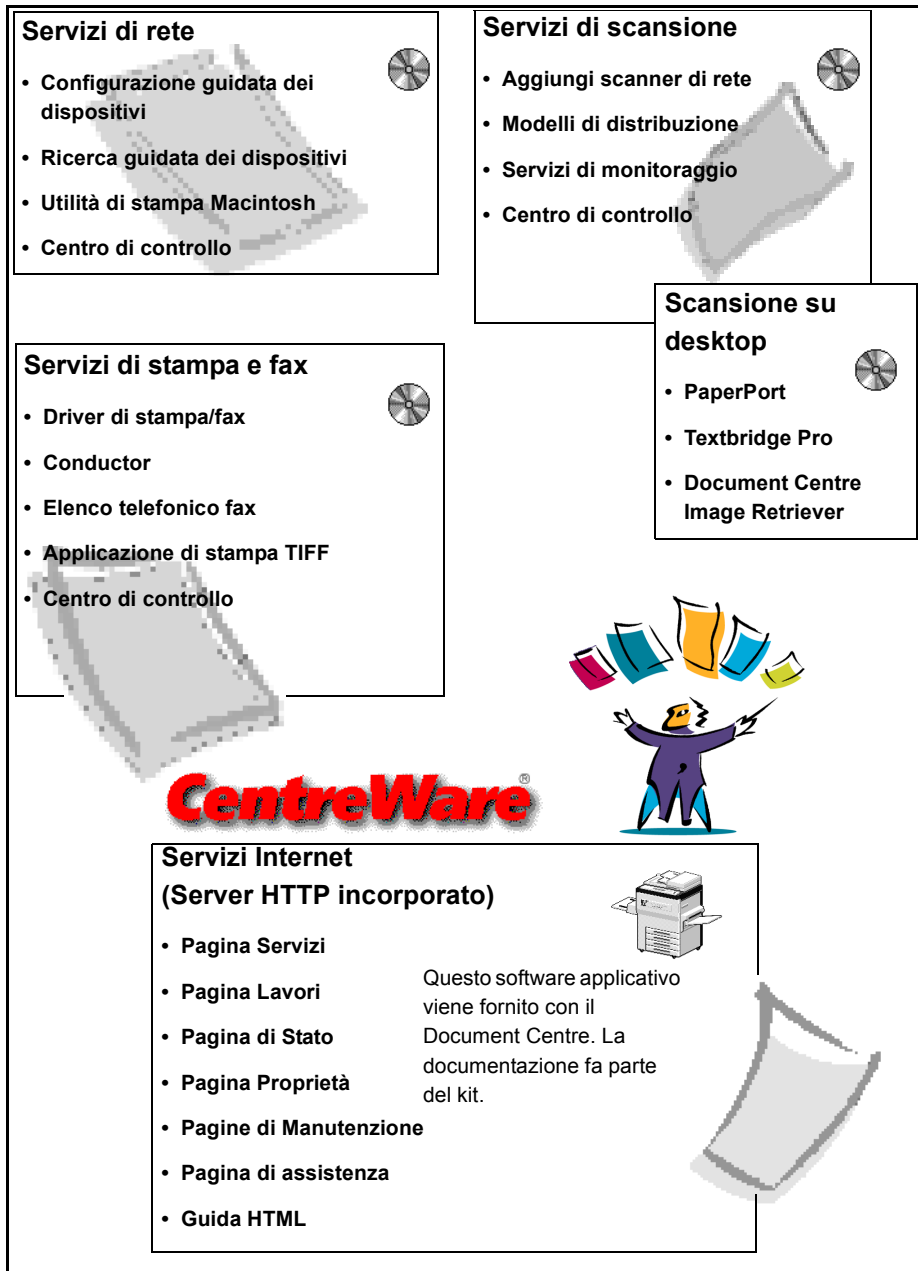 Servizi di rete
• Configurazione guidata dei
dispositivi
• Ricerca guidata dei dispositivi
• Utilità di stampa Macintosh
• Centro di controllo
Servizi di scansione
• Aggiungi scanner di rete
• Modelli di distribuzione
• Servizi di monitoraggio
• Centro di controllo
Scansione su
desktop
• PaperPort
• Textbridge Pro
• Document Centre
Image Retriever
Servizi di stampa e fax
• Driver di stampa/fax
• Conductor
• Elenco telefonico fax
• Applicazione di stampa TIFF
• Centro di controllo
CentreWare®
Servizi Internet
(Server HTTP incorporato)
• Pagina Servizi
• Pagina Lavori
• Pagina di Stato
• Pagina Proprietà
• Pagine di Manutenzione
• Pagina di assistenza
• Guida HTML
Questo software applicativo
viene fornito con il
Document Centre. La
documentazione fa parte
del kit.